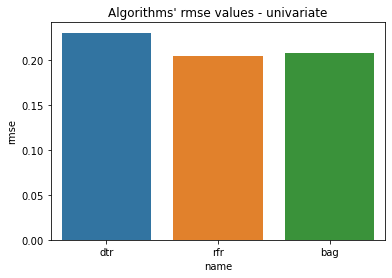 Algorithms' rmse values - univariate
rmse
0.20
0.15
0.10
0.05
0.00
dtr rfr bag
name